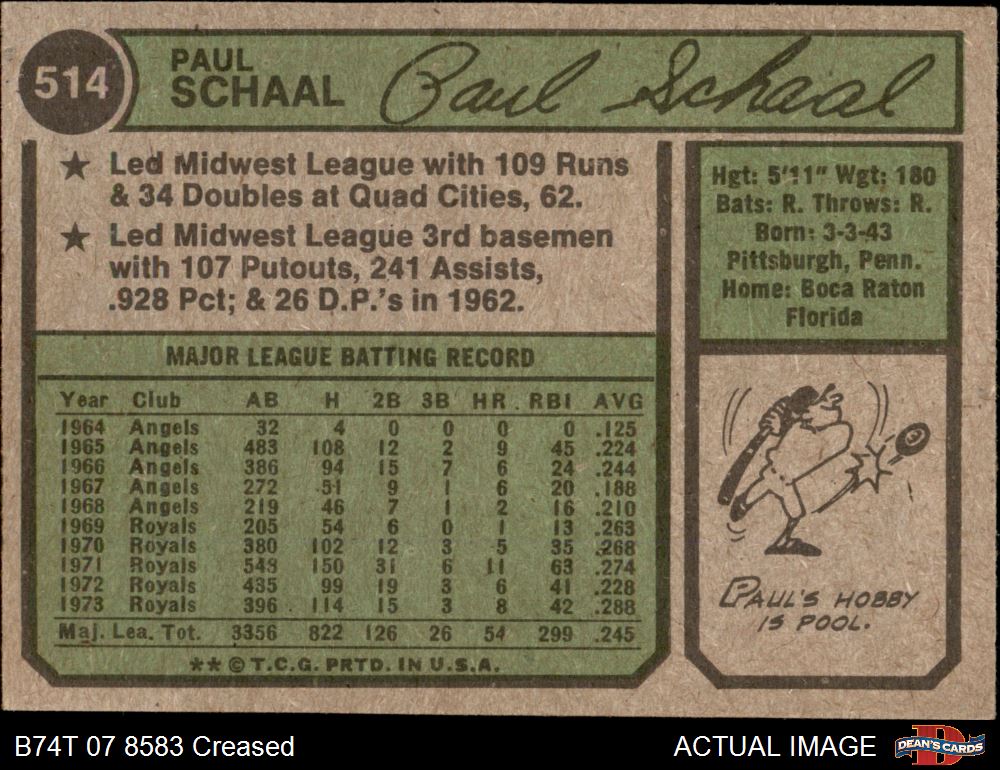 514
PAUL
SCHAAL
Paul Schaal
★ Led Midwest League with 109 Runs
& 34 Doubles at Quad Cities, 62.
★ Led Midwest League 3rd basemen
with 107 Putouts, 241 Assists,
.928 Pct; & 26 D.P.'s in 1962.
Hgt: 5'11" Wgt: 180
Bats: R. Throws: R.
Born: 3-3-43
Pittsburgh, Penn.
Home: Boca Raton
Florida
MAJOR LEAGUE BATTING RECORD
Year Club AB H 2B 3B HR. RBI AVG
1964 Angels 32 4 0 0 0 0 .125
1965 Angels 483 108 12 2 9 45 .224
1966 Angels 386 94 15 7 6 24 .244
1967 Angels 272 51 9 1 6 20 .188
1968 Angels 219 46 7 1 2 16 .210
1969 Royals 205 54 6 0 1 13 .263
1970 Royals 380 102 12 3 5 35 .268
1971 Royals 548 150 31 6 11 63 .274
1972 Royals 435 99 19 3 6 41 .228
1973 Royals 396 114 15 3 8 42 .288
Maj. Lea. Tot. 3356 822 126 26 54 299 .245
** © T.C.G. PRTD. IN U.S.A.
PAUL'S HOBBY
IS POOL.
B74T 07 8583 Creased
ACTUAL IMAGE
DEAN'S CARDS